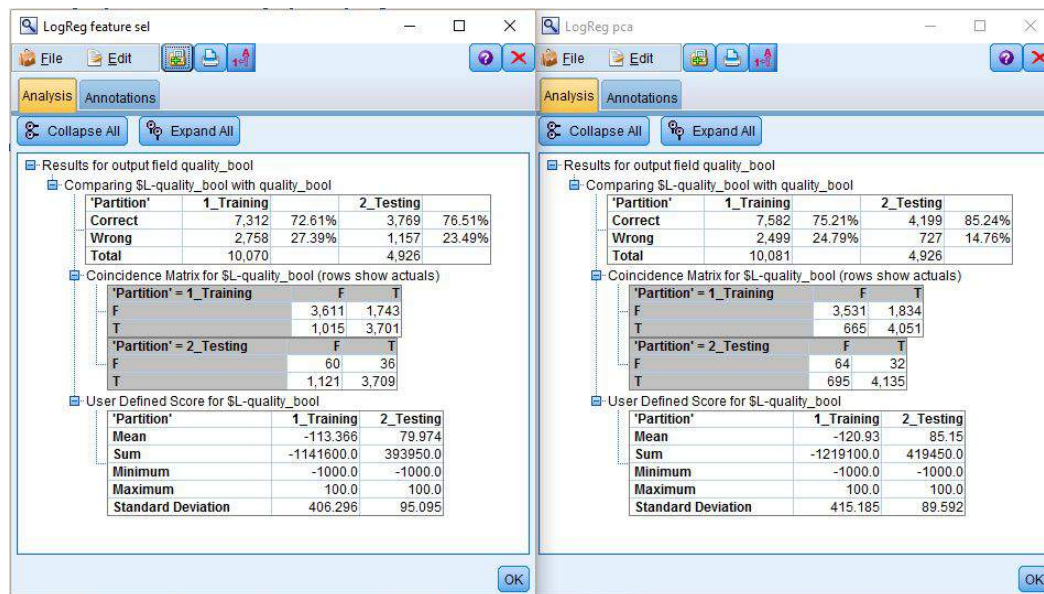 LogReg feature sel
File Edit
Analysis Annotations
Collapse All Expand All
Results for output field quality_bool
Comparing $L-quality_bool with quality_bool
'Partition' 1_Training 2_Testing
Correct 7,312 72.61% 3,769 76.51%
Wrong 2,758 27.39% 1,157 23.49%
Total 10,070 4,926
Coincidence Matrix for $L-quality_bool (rows show actuals)
'Partition' = 1_Training F T
F 3,611 1,743
T 1,015 3,701
'Partition' = 2_Testing F T
F 60 36
T 1,121 3,709
User Defined Score for $L-quality_bool
'Partition' 1_Training 2_Testing
Mean -113.366 79.974
Sum -1141600.0 393950.0
Minimum -1000.0 -1000.0
Maximum 100.0 100.0
Standard Deviation 406.296 95.095
OK
LogReg pca
File Edit
Analysis Annotations
Collapse All Expand All
Results for output field quality_bool
Comparing $L-quality_bool with quality_bool
'Partition' 1_Training 2_Testing
Correct 7,582 75.21% 4,199 85.24%
Wrong 2,499 24.79% 727 14.76%
Total 10,081 4,926
Coincidence Matrix for $L-quality_bool (rows show actuals)
'Partition' = 1_Training F T
F 3,531 1,834
T 665 4,051
'Partition' = 2_Testing F T
F 64 32
T 695 4,135
User Defined Score for $L-quality_bool
'Partition' 1_Training 2_Testing
Mean -120.93 85.15
Sum -1219100.0 419450.0
Minimum -1000.0 -1000.0
Maximum 100.0 100.0
Standard Deviation 415.185 89.592
OK